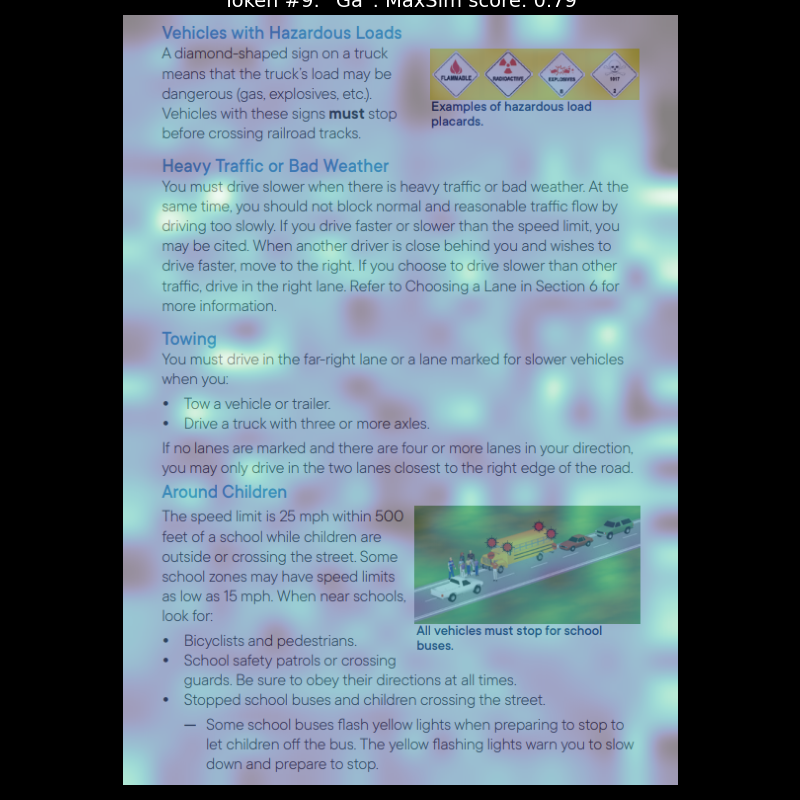 Token #9: "Ga". MaxSim score: 0.79
Vehicles with Hazardous Loads
A diamond-shaped sign on a truck
means that the truck's load may be
dangerous (gas, explosives, etc.).
Vehicles with these signs must stop
before crossing railroad tracks.
FLAMMABLE
RADIOACTIVE
EXPLOSIVES
1017
2
Examples of hazardous load
placards.
Heavy Traffic or Bad Weather
You must drive slower when there is heavy traffic or bad weather. At the
same time, you should not block normal and reasonable traffic flow by
driving too slowly. If you drive faster or slower than the speed limit, you
may be cited. When another driver is close behind you and wishes to
drive faster, move to the right. If you choose to drive slower than other
traffic, drive in the right lane. Refer to Choosing a Lane in Section 6 for
more information.
Towing
You must drive in the far-right lane or a lane marked for slower vehicles
when you:
• Tow a vehicle or trailer.
• Drive a truck with three or more axles.
If no lanes are marked and there are four or more lanes in your direction,
you may only drive in the two lanes closest to the right edge of the road.
Around Children
The speed limit is 25 mph within 500
feet of a school while children are
outside or crossing the street. Some
school zones may have speed limits
as low as 15 mph. When near schools,
look for:
All vehicles must stop for school
buses.
• Bicyclists and pedestrians.
• School safety patrols or crossing
guards. Be sure to obey their directions at all times.
• Stopped school buses and children crossing the street.
— Some school buses flash yellow lights when preparing to stop to
let children off the bus. The yellow flashing lights warn you to slow
down and prepare to stop.